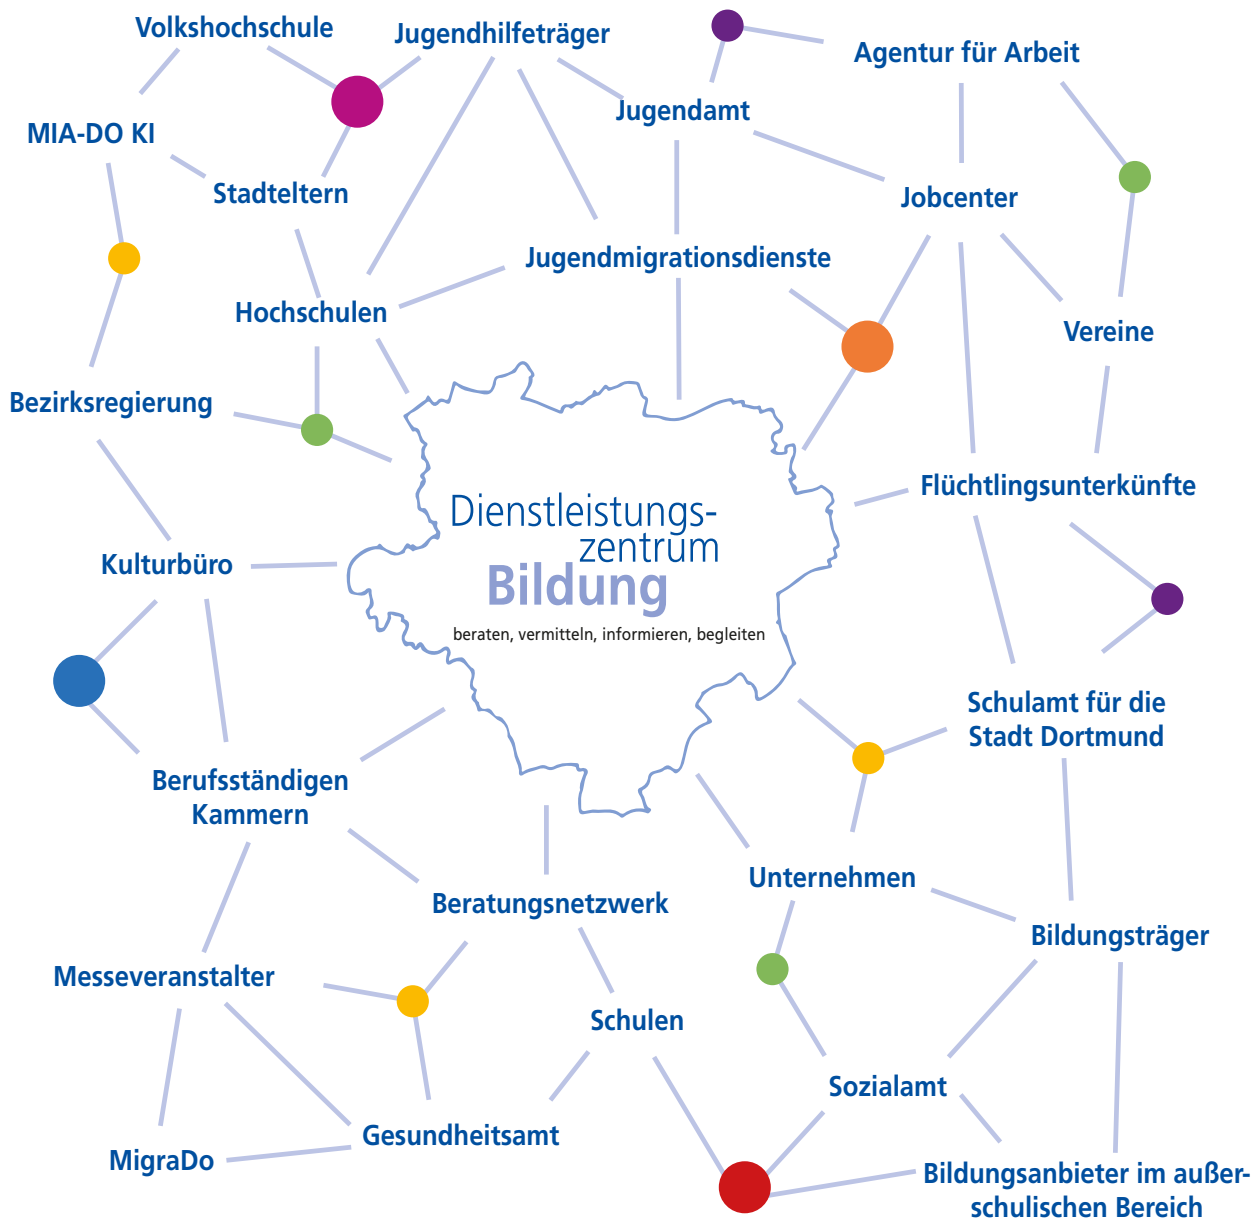 Volkshochschule
Jugendhilfeträger
Agentur für Arbeit
Jugendamt
MIA-DO KI
Stadteltern
Jobcenter
Jugendmigrationsdienste
Hochschulen
Vereine
Bezirksregierung
Flüchtlingsunterkünfte
Dienstleistungs-
zentrum
Bildung
beraten, vermitteln, informieren, begleiten
Kulturbüro
Schulamt für die
Stadt Dortmund
Berufsständigen
Kammern
Unternehmen
Beratungsnetzwerk
Bildungsträger
Messeveranstalter
Schulen
Sozialamt
Gesundheitsamt
MigraDo
Bildungsanbieter im außer-
schulischen Bereich